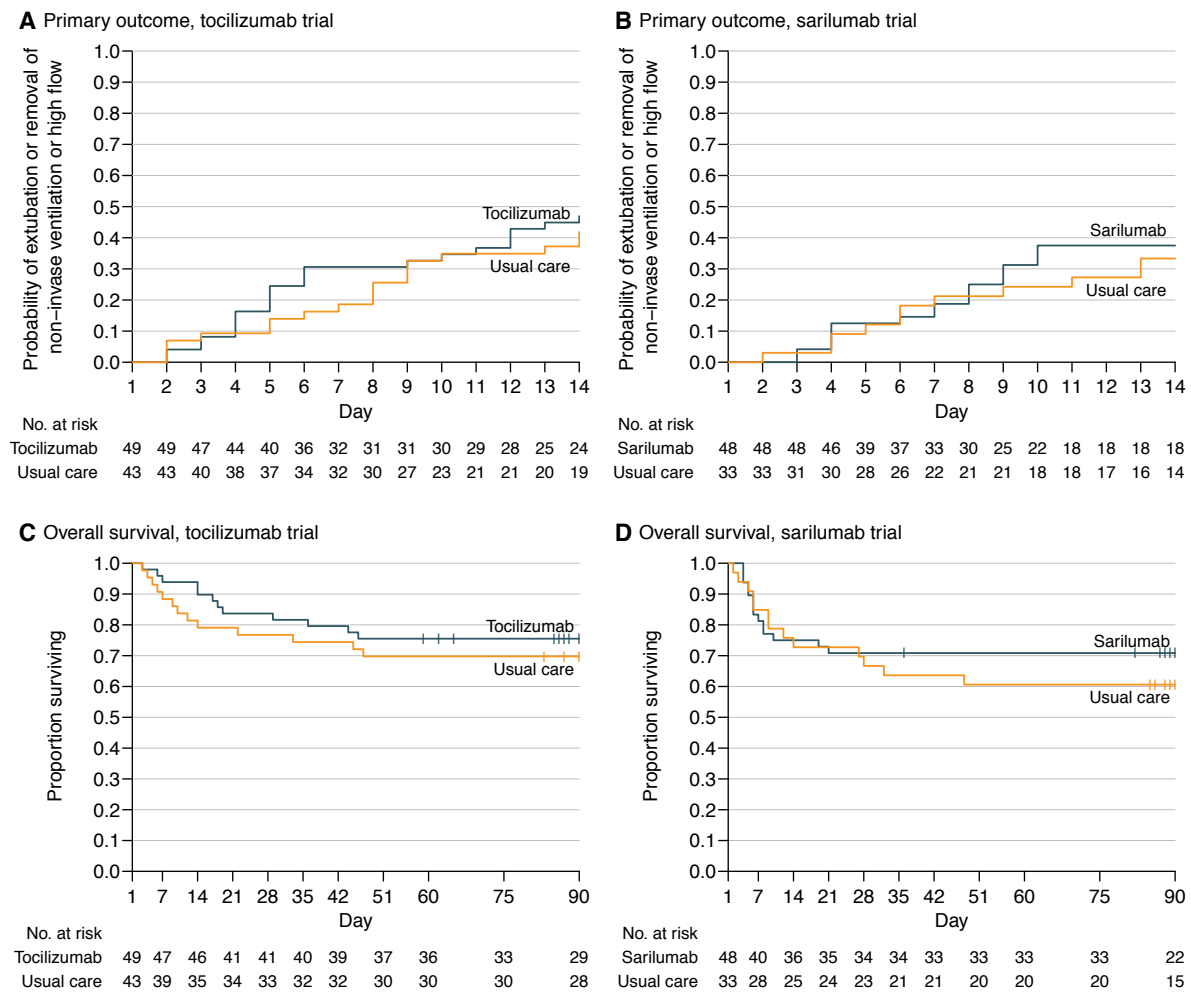 A Primary outcome, tocilizumab trial
Probability of extubation or removal of
non−invase ventilation or high flow
1.0
0.9
0.8
0.7
0.6
0.5
0.4
0.3
0.2
0.1
0.0
Tocilizumab
Usual care
1 2 3 4 5 6 7 8 9 10 11 12 13 14
Day
No. at risk
Tocilizumab 49 49 47 44 40 36 32 31 31 30 29 28 25 24
Usual care 43 43 40 38 37 34 32 30 27 23 21 21 20 19
B Primary outcome, sarilumab trial
Probability of extubation or removal of
non−invase ventilation or high flow
1.0
0.9
0.8
0.7
0.6
0.5
0.4
0.3
0.2
0.1
0.0
Sarilumab
Usual care
1 2 3 4 5 6 7 8 9 10 11 12 13 14
Day
No. at risk
Sarilumab 48 48 48 46 39 37 33 30 25 22 18 18 18 18
Usual care 33 33 31 30 28 26 22 21 21 18 18 17 16 14
C Overall survival, tocilizumab trial
Proportion surviving
1.0
0.9
0.8
0.7
0.6
0.5
0.4
0.3
0.2
0.1
0.0
Tocilizumab
Usual care
1 7 14 21 28 35 42 51 60 75 90
Day
No. at risk
Tocilizumab 49 47 46 41 41 40 39 37 36 33 29
Usual care 43 39 35 34 33 32 32 30 30 30 28
D Overall survival, sarilumab trial
Proportion surviving
1.0
0.9
0.8
0.7
0.6
0.5
0.4
0.3
0.2
0.1
0.0
Sarilumab
Usual care
1 7 14 21 28 35 42 51 60 75 90
Day
No. at risk
Sarilumab 48 40 36 35 34 34 33 33 33 33 22
Usual care 33 28 25 24 23 21 21 20 20 20 15